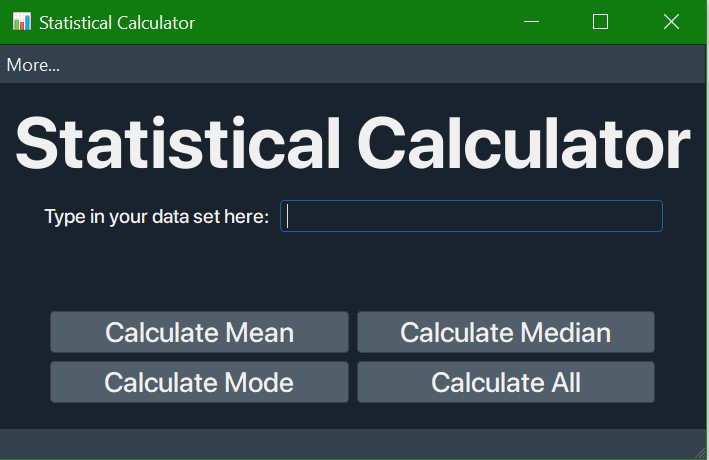 Statistical Calculator
More...
Statistical Calculator
Type in your data set here:
Calculate Mean
Calculate Median
Calculate Mode
Calculate All